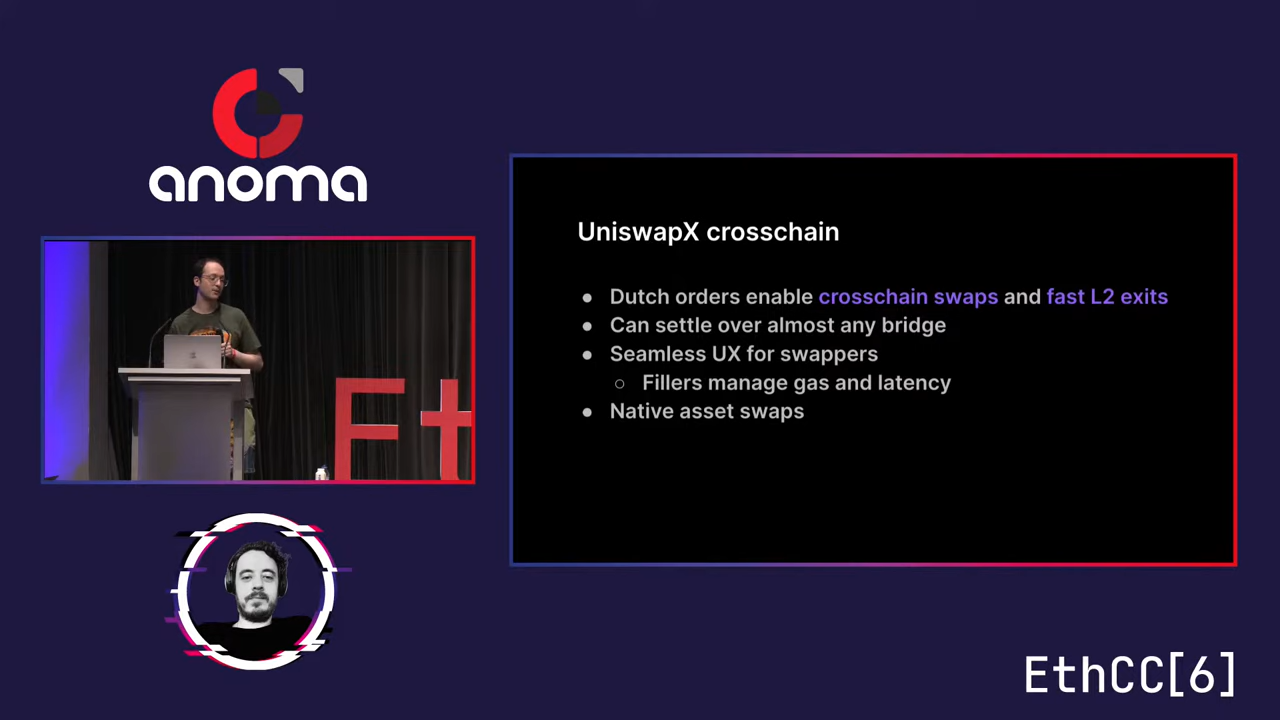 anoma
UniswapX crosschain
● Dutch orders enable crosschain swaps and fast L2 exits
● Can settle over almost any bridge
● Seamless UX for swappers
○ Fillers manage gas and latency
● Native asset swaps
Et
EthCC[6]